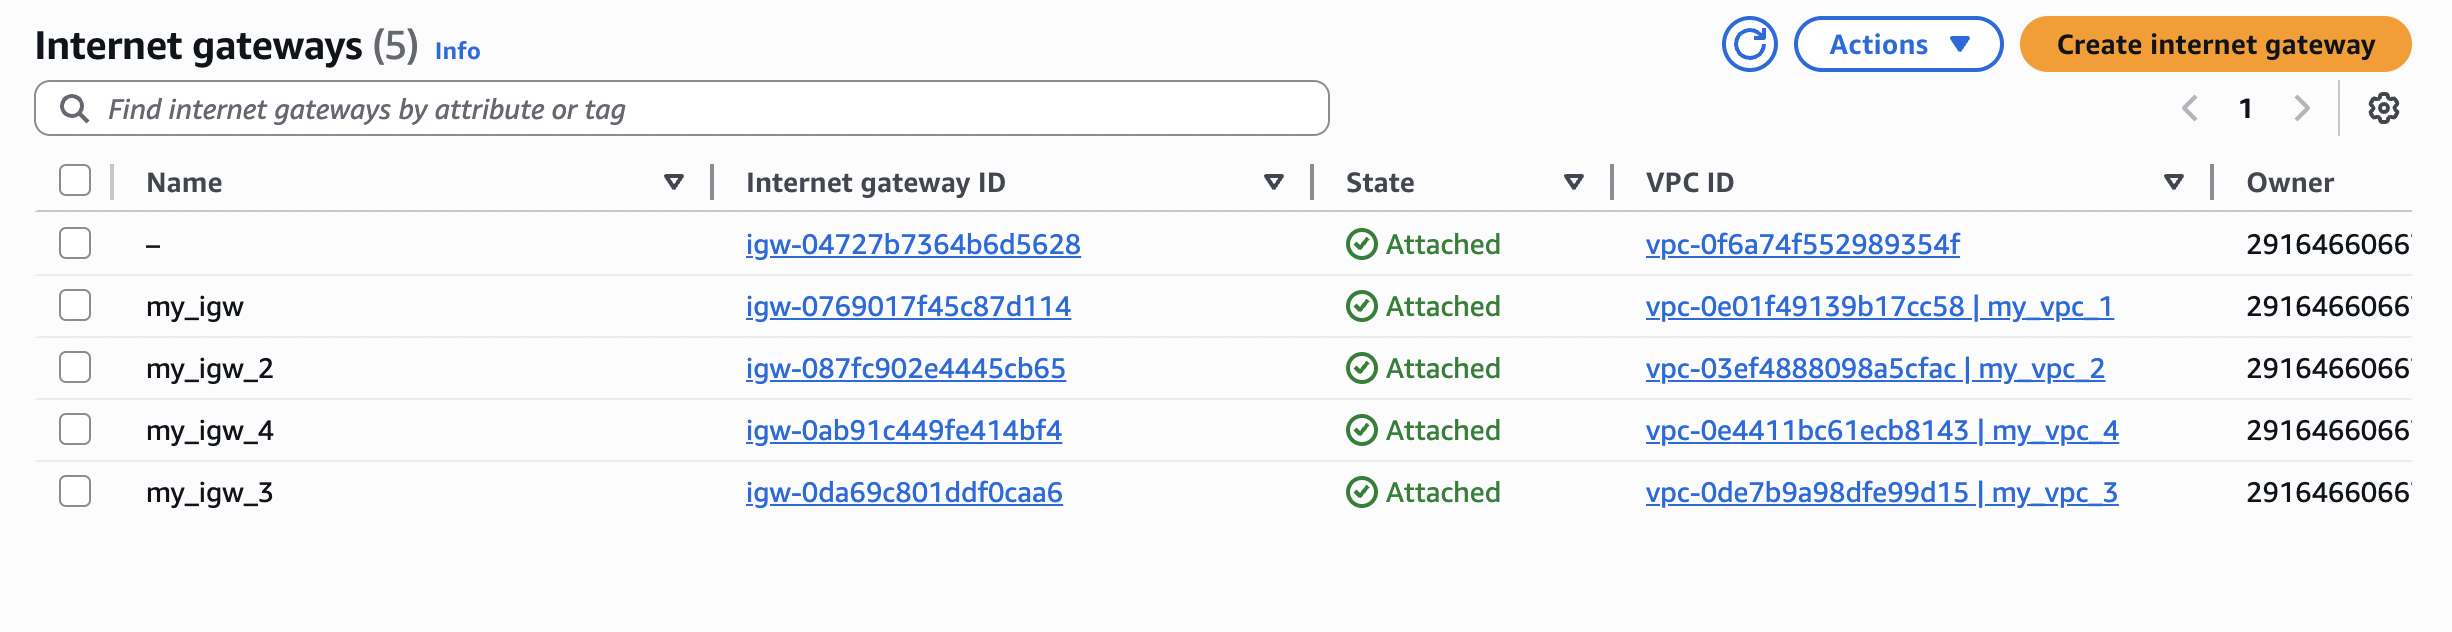 Internet gateways (5) Info
Actions
Create internet gateway
Find internet gateways by attribute or tag
1
Name Internet gateway ID State VPC ID Owner
– igw-04727b7364b6d5628 Attached vpc-0f6a74f552989354f
my_igw igw-0769017f45c87d114 Attached vpc-0e01f49139b17cc58 | my_vpc_1
my_igw_2 igw-087fc902e4445cb65 Attached vpc-03ef4888098a5cfac | my_vpc_2
my_igw_4 igw-0ab91c449fe414bf4 Attached vpc-0e4411bc61ecb8143 | my_vpc_4
my_igw_3 igw-0da69c801ddf0caa6 Attached vpc-0de7b9a98dfe99d15 | my_vpc_3